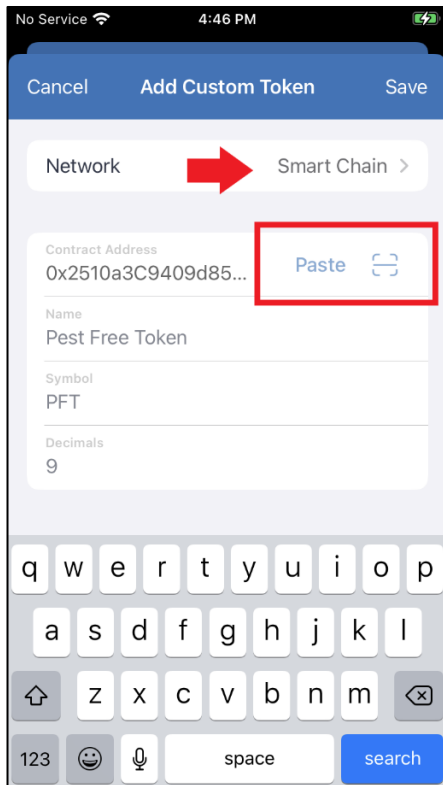 No Service 4:46 PM
Cancel Add Custom Token Save
Network Smart Chain >
Contract Address
0x2510a3C9409d85... Paste
Name
Pest Free Token
Symbol
PFT
Decimals
9
q w e r t y u i o p
a s d f g h j k l
z x c v b n m
123 space search